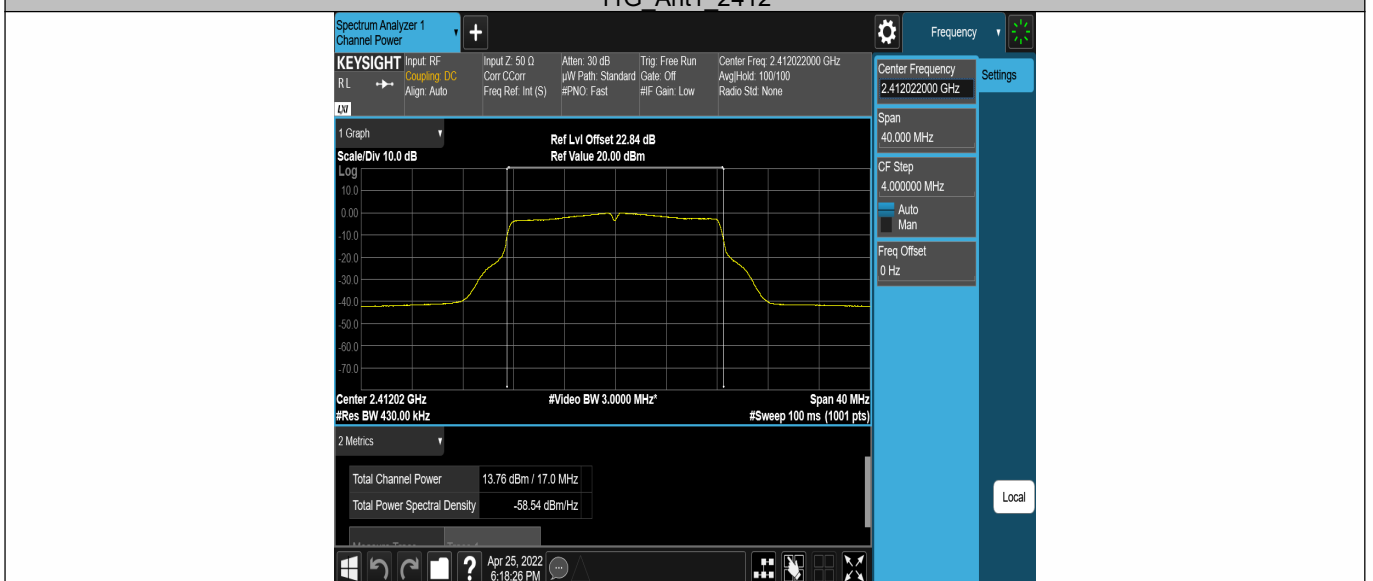 11G_Ant1_2412
Spectrum Analyzer 1
Channel Power
Frequency
KEYSIGHT
R L
LXI
Input: RF
Coupling: DC
Align: Auto
Input Z: 50 Ω
Corr CCorr
Freq Ref: Int (S)
Atten: 30 dB
µW Path: Standard
#PNO: Fast
Trig: Free Run
Gate: Off
#IF Gain: Low
Center Freq: 2.412022000 GHz
Avg|Hold: 100/100
Radio Std: None
Center Frequency
2.412022000 GHz
Settings
Span
40.000 MHz
CF Step
4.000000 MHz
Auto
Man
Freq Offset
0 Hz
1 Graph
Scale/Div 10.0 dB
Ref Lvl Offset 22.84 dB
Ref Value 20.00 dBm
Log
10.0
0.00
-10.0
-20.0
-30.0
-40.0
-50.0
-60.0
-70.0
Center 2.41202 GHz
#Video BW 3.0000 MHz*
Span 40 MHz
#Res BW 430.00 kHz
#Sweep 100 ms (1001 pts)
2 Metrics
Total Channel Power 13.76 dBm / 17.0 MHz
Total Power Spectral Density -58.54 dBm/Hz
Local
?
Apr 25, 2022
6:18:26 PM